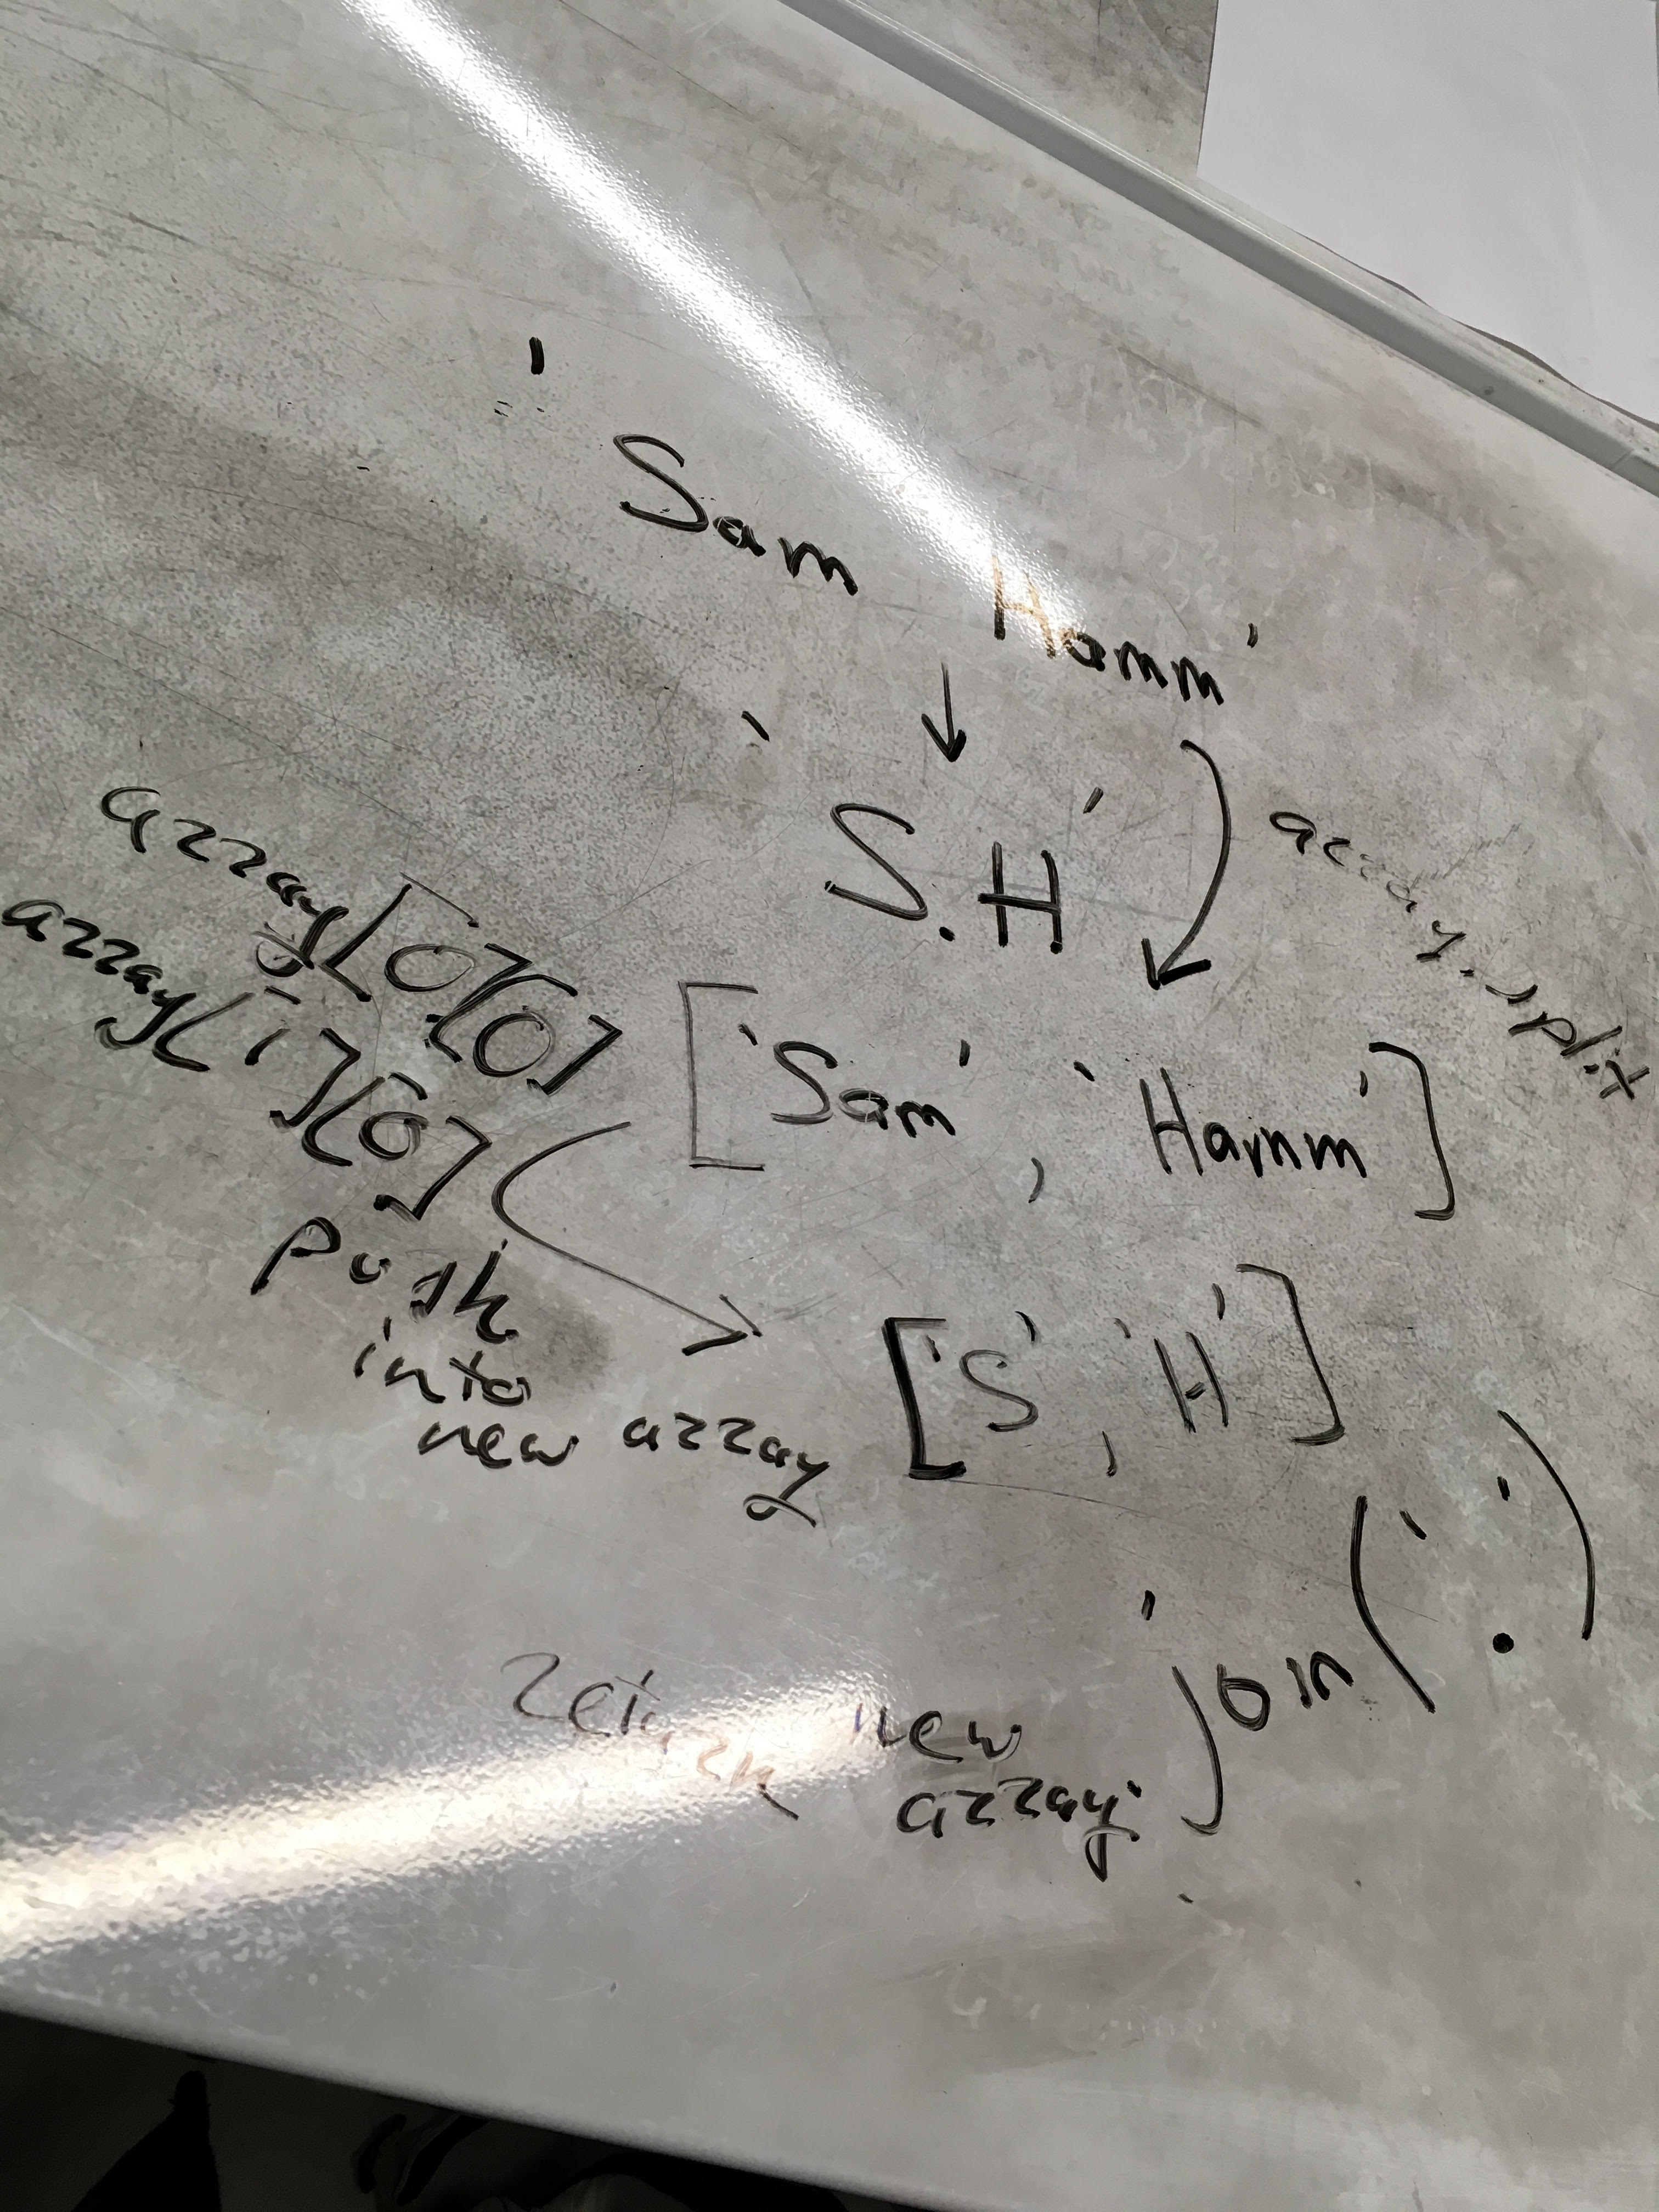 'Sam Hamm'
↓
'S.H'
array.split
array[0][0]
array[1][0]
['Sam', 'Hamm']
push
into
new array
['S', 'H']
return new
array.join('.')